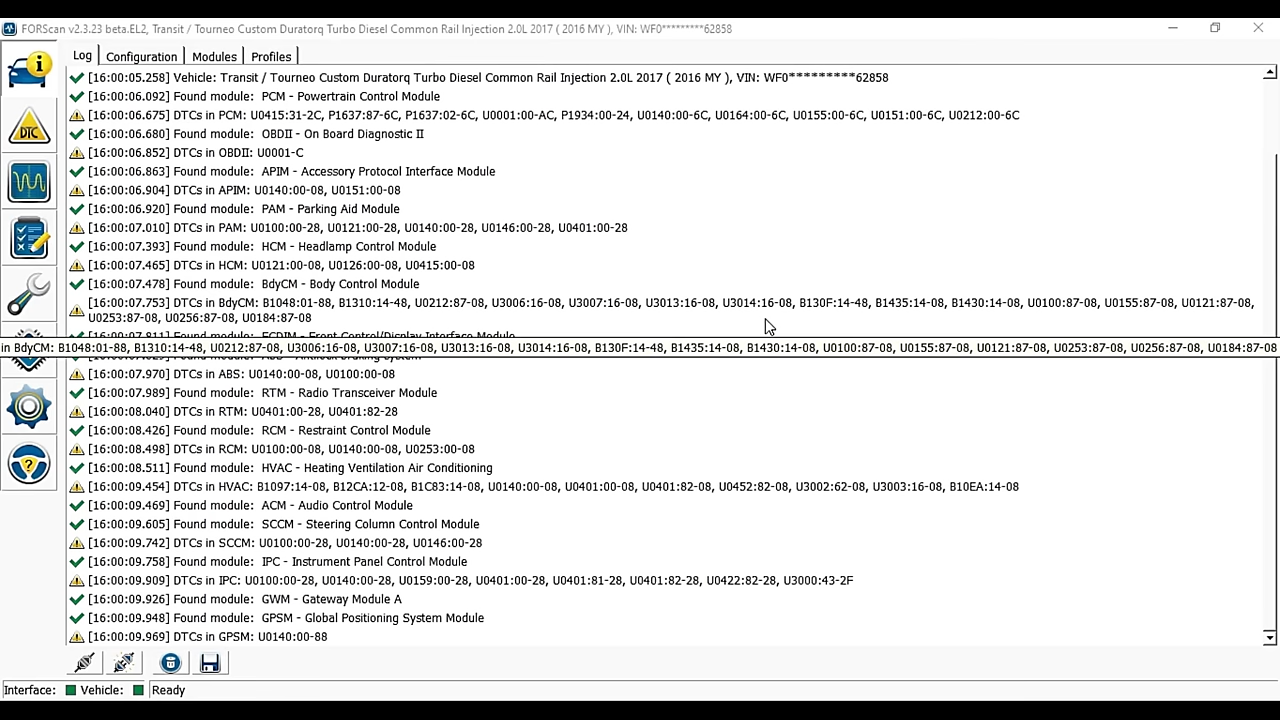 FORScan v2.3.23 beta.EL2, Transit / Tourneo Custom Duratorq Turbo Diesel Common Rail Injection 2.0L 2017 ( 2016 MY ), VIN: WF0*********62858
Log Configuration Modules Profiles
[16:00:05.258] Vehicle: Transit / Tourneo Custom Duratorq Turbo Diesel Common Rail Injection 2.0L 2017 ( 2016 MY ), VIN: WF0*********62858
[16:00:06.092] Found module: PCM - Powertrain Control Module
[16:00:06.675] DTCs in PCM: U0415:31-2C, P1637:87-6C, P1637:02-6C, U0001:00-AC, P1934:00-24, U0140:00-6C, U0164:00-6C, U0155:00-6C, U0151:00-6C, U0212:00-6C
[16:00:06.680] Found module: OBDII - On Board Diagnostic II
[16:00:06.852] DTCs in OBDII: U0001-C
[16:00:06.863] Found module: APIM - Accessory Protocol Interface Module
[16:00:06.904] DTCs in APIM: U0140:00-08, U0151:00-08
[16:00:06.920] Found module: PAM - Parking Aid Module
[16:00:07.010] DTCs in PAM: U0100:00-28, U0121:00-28, U0140:00-28, U0146:00-28, U0401:00-28
[16:00:07.393] Found module: HCM - Headlamp Control Module
[16:00:07.465] DTCs in HCM: U0121:00-08, U0126:00-08, U0415:00-08
[16:00:07.478] Found module: BdyCM - Body Control Module
[16:00:07.753] DTCs in BdyCM: B1048:01-88, B1310:14-48, U0212:87-08, U3006:16-08, U3007:16-08, U3013:16-08, U3014:16-08, B130F:14-48, B1435:14-08, B1430:14-08, U0100:87-08, U0155:87-08, U0121:87-08,
U0253:87-08, U0256:87-08, U0184:87-08
[16:00:07.811] Found module: FCDIM - Front Control/Display Interface Module
in BdyCM: B1048:01-88, B1310:14-48, U0212:87-08, U3006:16-08, U3007:16-08, U3013:16-08, U3014:16-08, B130F:14-48, B1435:14-08, B1430:14-08, U0100:87-08, U0155:87-08, U0121:87-08, U0253:87-08, U0256:87-08, U0184:87-08
[16:00:07.970] DTCs in ABS: U0140:00-08, U0100:00-08
[16:00:07.989] Found module: RTM - Radio Transceiver Module
[16:00:08.040] DTCs in RTM: U0401:00-28, U0401:82-28
[16:00:08.426] Found module: RCM - Restraint Control Module
[16:00:08.498] DTCs in RCM: U0100:00-08, U0140:00-08, U0253:00-08
[16:00:08.511] Found module: HVAC - Heating Ventilation Air Conditioning
[16:00:09.454] DTCs in HVAC: B1097:14-08, B12CA:12-08, B1C83:14-08, U0140:00-08, U0401:00-08, U0401:82-08, U0452:82-08, U3002:62-08, U3003:16-08, B10EA:14-08
[16:00:09.469] Found module: ACM - Audio Control Module
[16:00:09.605] Found module: SCCM - Steering Column Control Module
[16:00:09.742] DTCs in SCCM: U0100:00-28, U0140:00-28, U0146:00-28
[16:00:09.758] Found module: IPC - Instrument Panel Control Module
[16:00:09.909] DTCs in IPC: U0100:00-28, U0140:00-28, U0159:00-28, U0401:00-28, U0401:81-28, U0401:82-28, U0422:82-28, U3000:43-2F
[16:00:09.926] Found module: GWM - Gateway Module A
[16:00:09.948] Found module: GPSM - Global Positioning System Module
[16:00:09.969] DTCs in GPSM: U0140:00-88
Interface: Vehicle: Ready
DTC